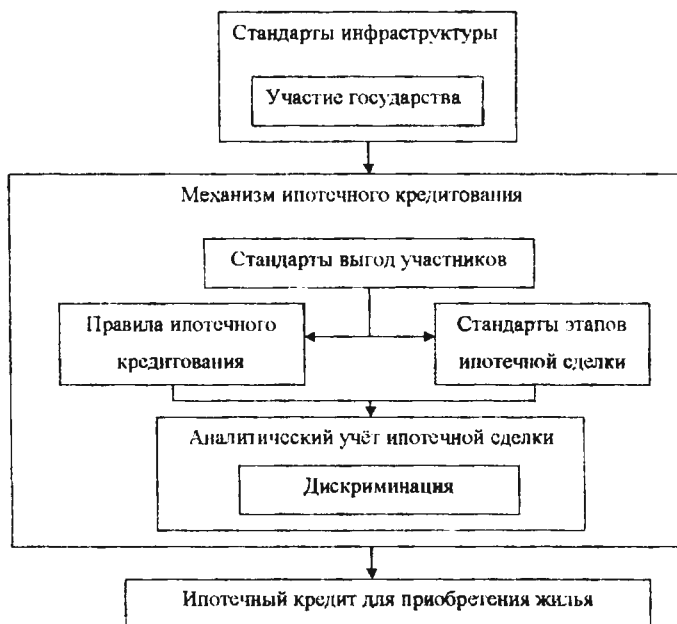 Стандарты инфраструктуры
Участие государства
Механизм ипотечного кредитования
Стандарты выгод участников
Правила ипотечного
кредитования
Стандарты этапов
ипотечной сделки
Аналитический учёт ипотечной сделки
Дискриминация
Ипотечный кредит для приобретения жилья